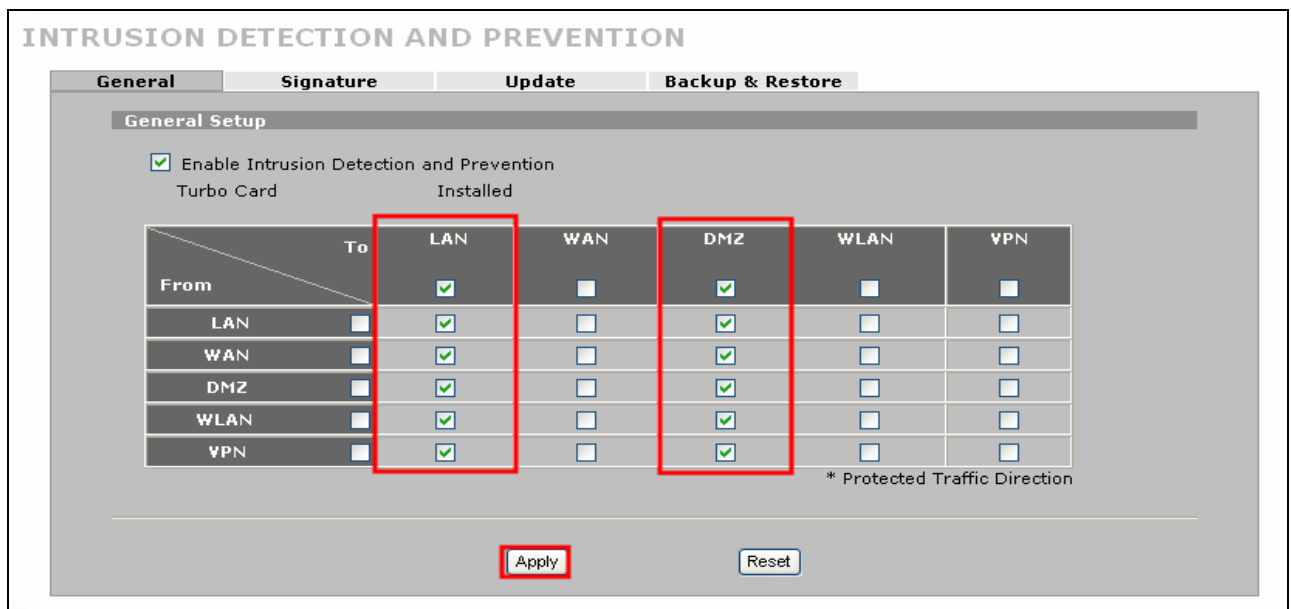 INTRUSION DETECTION AND PREVENTION
General Signature Update Backup & Restore
General Setup
Enable Intrusion Detection and Prevention
Turbo Card Installed
To LAN WAN DMZ WLAN VPN
From
LAN
WAN
DMZ
WLAN
VPN
* Protected Traffic Direction
Apply Reset